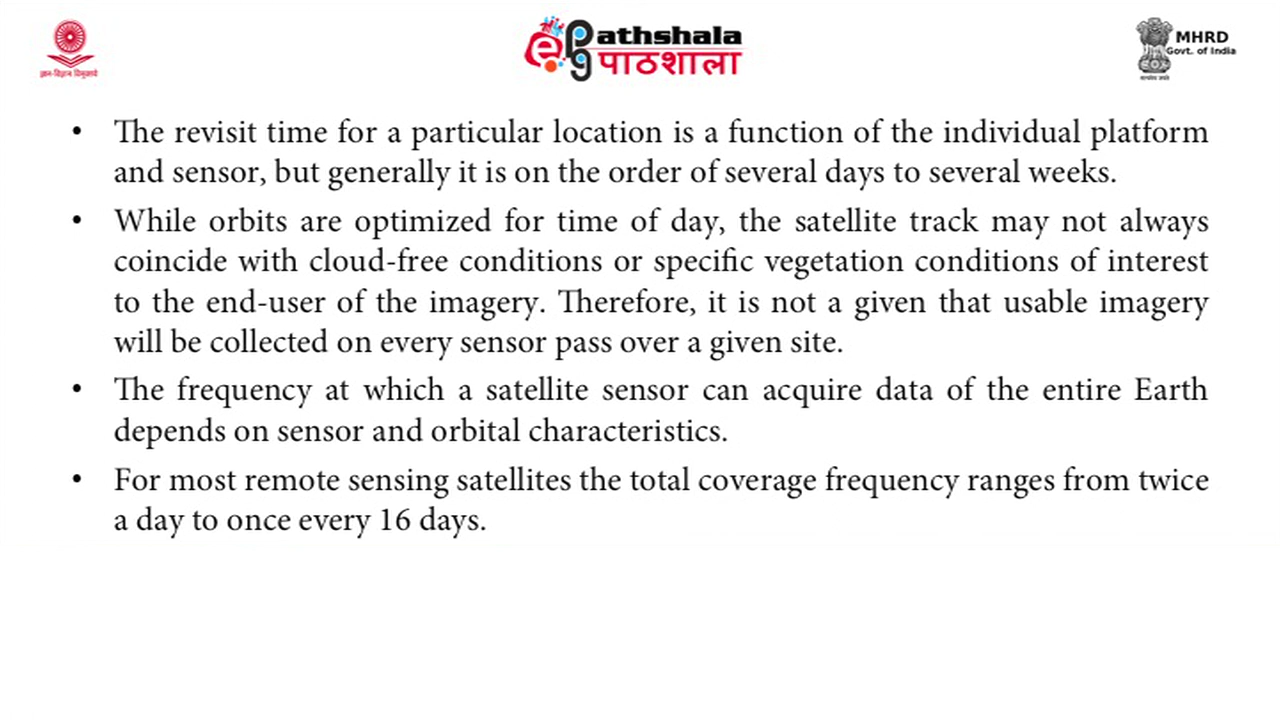 ज्ञान-विज्ञान विमुक्तये
ePathshala
पाठशाला
MHRD
Govt. of India
सत्यमेव जयते
• The revisit time for a particular location is a function of the individual platform
and sensor, but generally it is on the order of several days to several weeks.
• While orbits are optimized for time of day, the satellite track may not always
coincide with cloud-free conditions or specific vegetation conditions of interest
to the end-user of the imagery. Therefore, it is not a given that usable imagery
will be collected on every sensor pass over a given site.
• The frequency at which a satellite sensor can acquire data of the entire Earth
depends on sensor and orbital characteristics.
• For most remote sensing satellites the total coverage frequency ranges from twice
a day to once every 16 days.